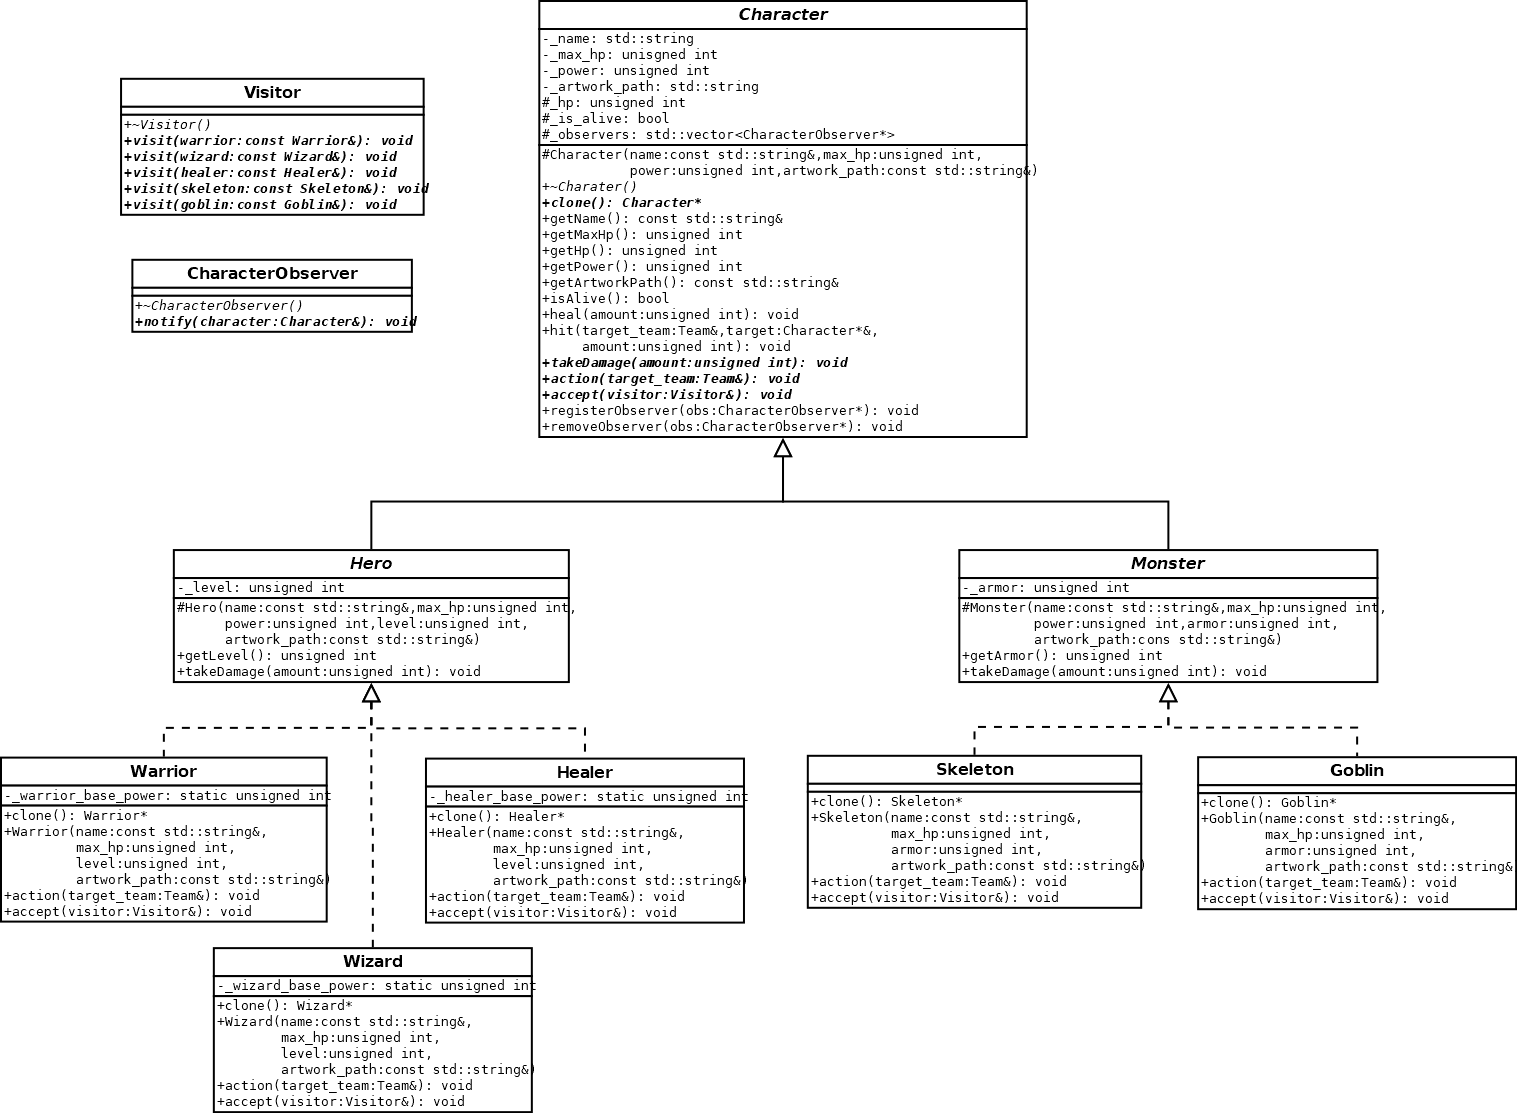 Character
-_name: std::string
-_max_hp: unisgned int
-_power: unsigned int
-_artwork_path: std::string
#_hp: unsigned int
#_is_alive: bool
#_observers: std::vector<CharacterObserver*>
#Character(name:const std::string&,max_hp:unsigned int,
power:unsigned int,artwork_path:const std::string&)
+~Charater()
+clone(): Character*
+getName(): const std::string&
+getMaxHp(): unsigned int
+getHp(): unsigned int
+getPower(): unsigned int
+getArtworkPath(): const std::string&
+isAlive(): bool
+heal(amount:unsigned int): void
+hit(target_team:Team&,target:Character*&,
amount:unsigned int): void
+takeDamage(amount:unsigned int): void
+action(target_team:Team&): void
+accept(visitor:Visitor&): void
+registerObserver(obs:CharacterObserver*): void
+removeObserver(obs:CharacterObserver*): void
Visitor
+~Visitor()
+visit(warrior:const Warrior&): void
+visit(wizard:const Wizard&): void
+visit(healer:const Healer&): void
+visit(skeleton:const Skeleton&): void
+visit(goblin:const Goblin&): void
CharacterObserver
+~CharacterObserver()
+notify(character:Character&): void
Hero
-_level: unsigned int
#Hero(name:const std::string&,max_hp:unsigned int,
power:unsigned int,level:unsigned int,
artwork_path:const std::string&)
+getLevel(): unsigned int
+takeDamage(amount:unsigned int): void
Monster
-_armor: unsigned int
#Monster(name:const std::string&,max_hp:unsigned int,
power:unsigned int,armor:unsigned int,
artwork_path:cons std::string&)
+getArmor(): unsigned int
+takeDamage(amount:unsigned int): void
Warrior
-_warrior_base_power: static unsigned int
+clone(): Warrior*
+Warrior(name:const std::string&,
max_hp:unsigned int,
level:unsigned int,
artwork_path:const std::string&)
+action(target_team:Team&): void
+accept(visitor:Visitor&): void
Healer
-_healer_base_power: static unsigned int
+clone(): Healer*
+Healer(name:const std::string&,
max_hp:unsigned int,
level:unsigned int,
artwork_path:const std::string&)
+action(target_team:Team&): void
+accept(visitor:Visitor&): void
Skeleton
+clone(): Skeleton*
+Skeleton(name:const std::string&,
max_hp:unsigned int,
armor:unsigned int,
artwork_path:const std::string&)
+action(target_team:Team&): void
+accept(visitor:Visitor&): void
Goblin
+clone(): Goblin*
+Goblin(name:const std::string&,
max_hp:unsigned int,
armor:unsigned int,
artwork_path:const std::string&
+action(target_team:Team&): void
+accept(visitor:Visitor&): void
Wizard
-_wizard_base_power: static unsigned int
+clone(): Wizard*
+Wizard(name:const std::string&,
max_hp:unsigned int,
level:unsigned int,
artwork_path:const std::string&)
+action(target_team:Team&): void
+accept(visitor:Visitor&): void